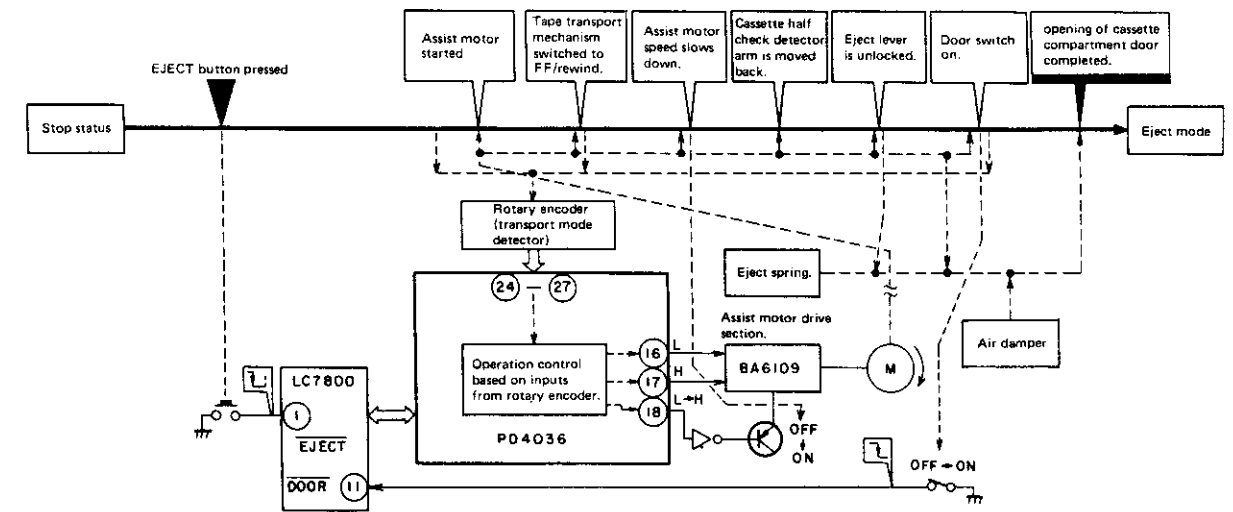 EJECT button pressed
Stop status
Assist motor
started
Tape transport
mechanism
switched to
FF/rewind.
Assist motor
speed slows
down.
Cassette half
check detector
arm is moved
back.
Eject lever
is unlocked.
Door switch
on.
opening of cassette
compartment door
completed.
Eject mode
Rotary encoder
(transport mode
detector)
24 — 27
Eject spring.
Air damper
Assist motor drive
section.
Operation control
based on inputs
from rotary encoder.
16
L
17
H
18
L→H
BA6109
M
PD4036
LC7800
1
EJECT
DOOR
11
OFF
ON
OFF → ON